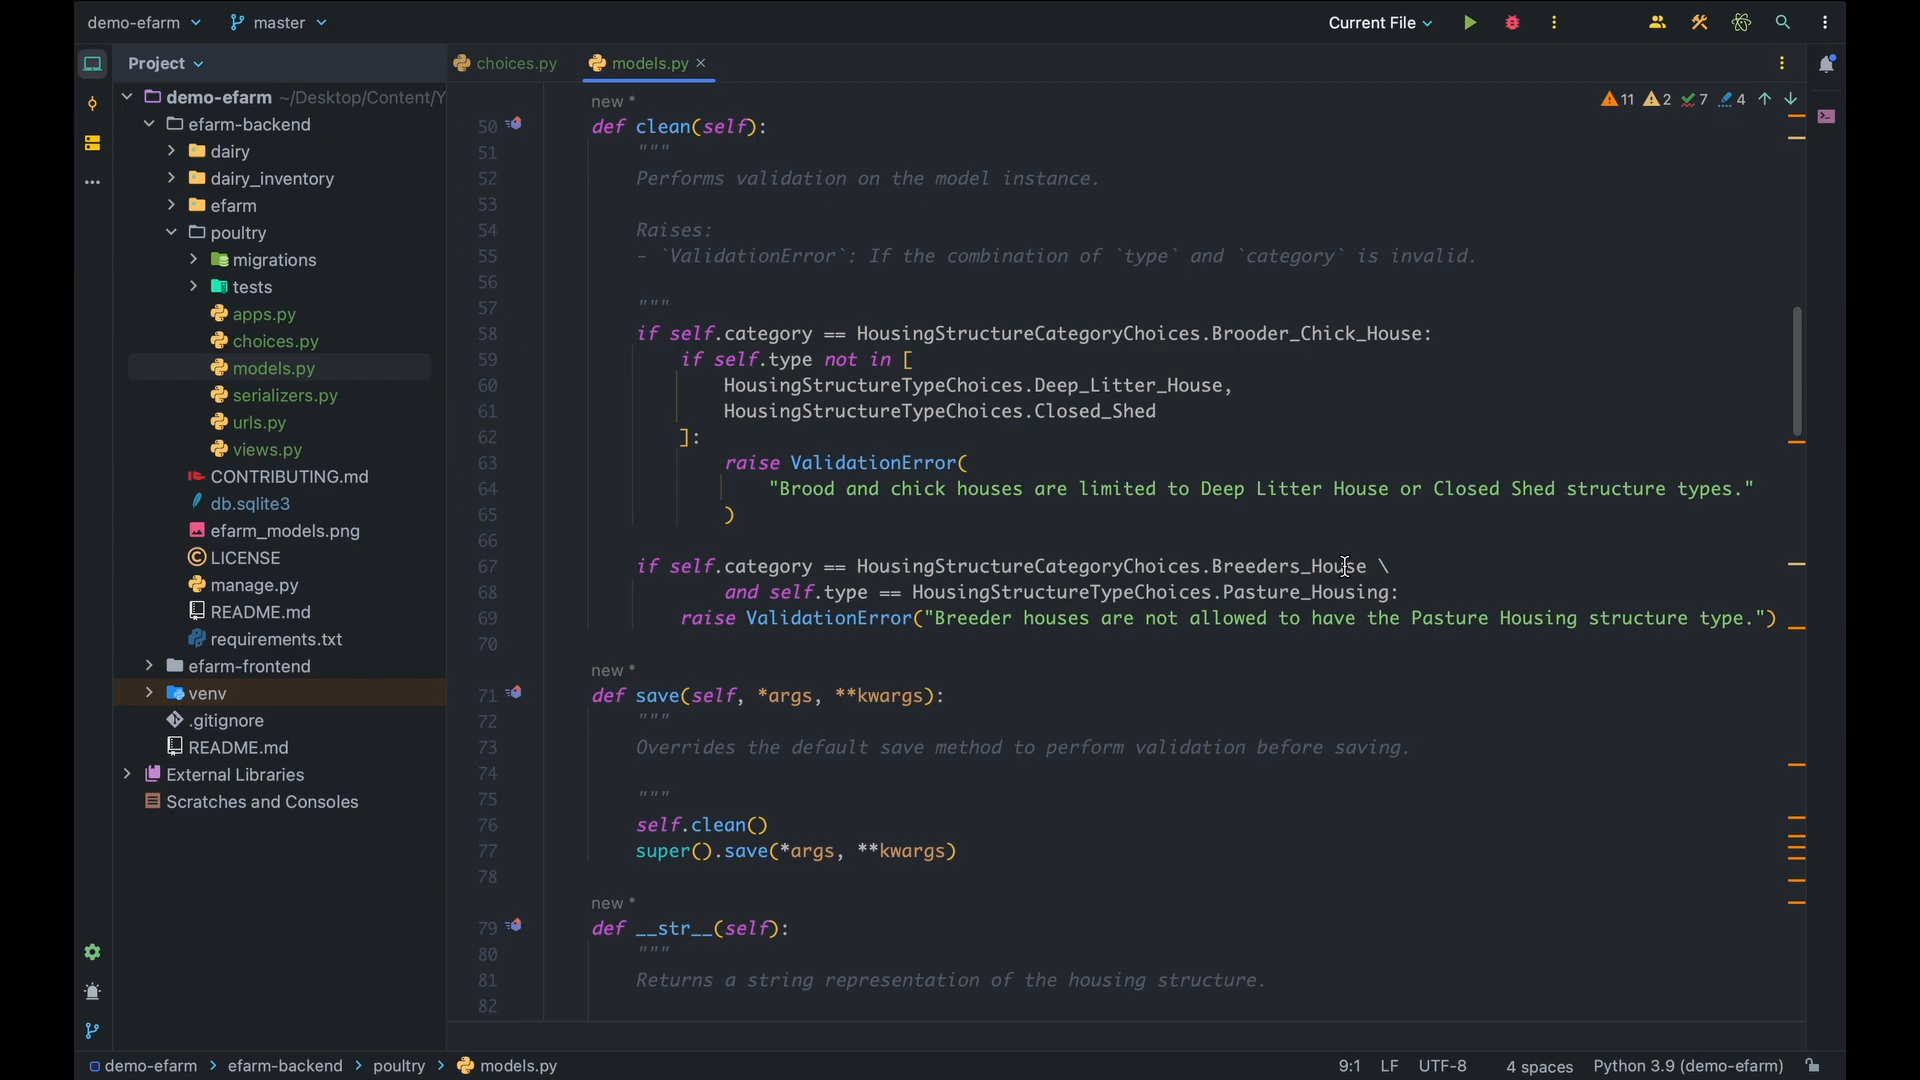 demo-efarm master Current File
Project choices.py models.py
demo-efarm ~/Desktop/Content/Y
efarm-backend
dairy
dairy_inventory
efarm
poultry
migrations
tests
apps.py
choices.py
models.py
serializers.py
urls.py
views.py
CONTRIBUTING.md
db.sqlite3
efarm_models.png
LICENSE
manage.py
README.md
requirements.txt
efarm-frontend
venv
.gitignore
README.md
External Libraries
Scratches and Consoles
11 2 7 4
new *
50 def clean(self):
51 """
52 Performs validation on the model instance.
53
54 Raises:
55 - `ValidationError`: If the combination of `type` and `category` is invalid.
56
57 """
58 if self.category == HousingStructureCategoryChoices.Brooder_Chick_House:
59 if self.type not in [
60 HousingStructureTypeChoices.Deep_Litter_House,
61 HousingStructureTypeChoices.Closed_Shed
62 ]:
63 raise ValidationError(
64 "Brood and chick houses are limited to Deep Litter House or Closed Shed structure types."
65 )
66
67 if self.category == HousingStructureCategoryChoices.Breeders_House \
68 and self.type == HousingStructureTypeChoices.Pasture_Housing:
69 raise ValidationError("Breeder houses are not allowed to have the Pasture Housing structure type.")
70
new *
71 def save(self, *args, **kwargs):
72 """
73 Overrides the default save method to perform validation before saving.
74
75 """
76 self.clean()
77 super().save(*args, **kwargs)
78
new *
79 def __str__(self):
80 """
81 Returns a string representation of the housing structure.
82
demo-efarm efarm-backend poultry models.py 9:1 LF UTF-8 4 spaces Python 3.9 (demo-efarm)